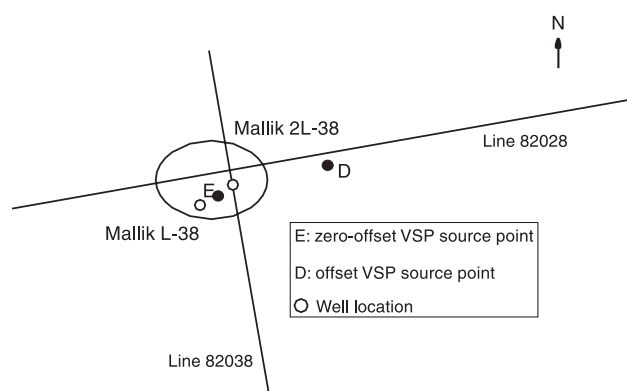 N
Mallik 2L-38
Line 82028
D
E
Mallik L-38
E: zero-offset VSP source point
D: offset VSP source point
Well location
Line 82038